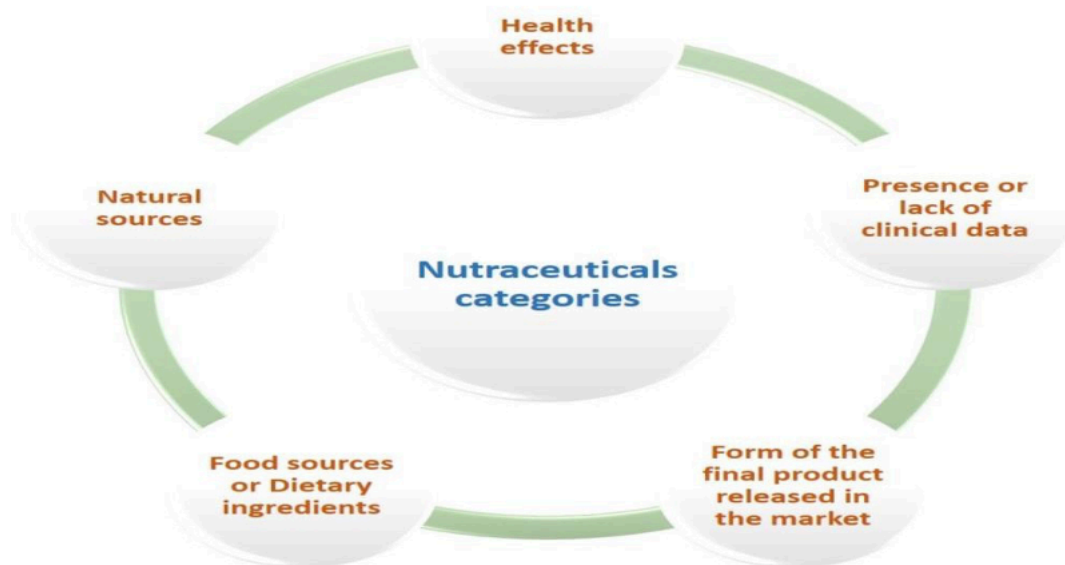 Health
effects
Presence or
lack of
clinical data
Form of the
final product
released in
the market
Food sources
or Dietary
ingredients
Natural
sources
Nutraceuticals
categories